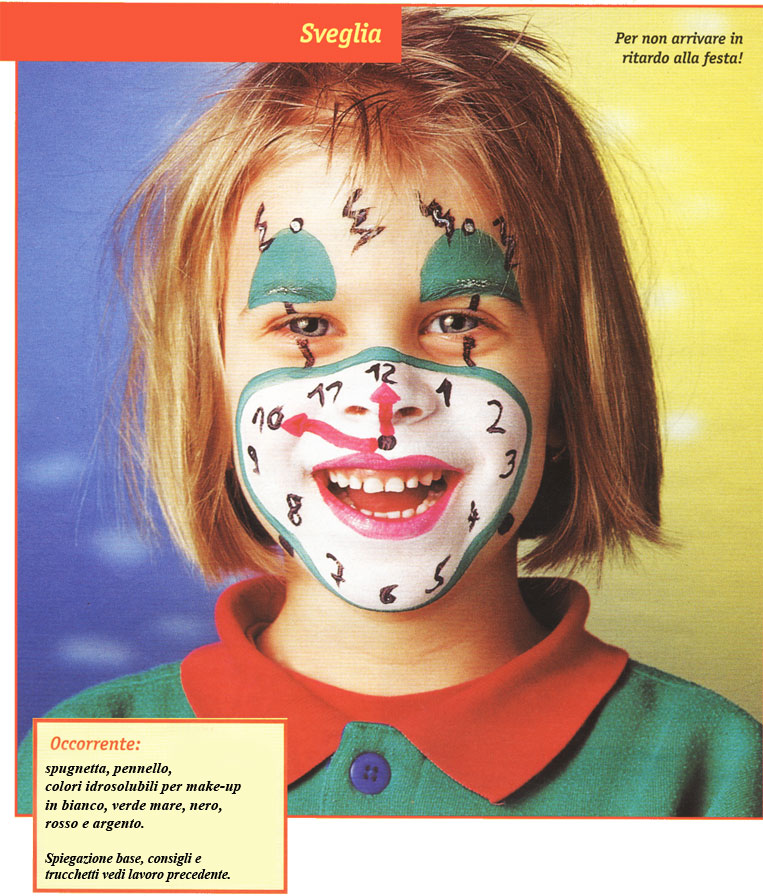 Sveglia
Per non arrivare in
ritardo alla festa!
12
11
1
10
2
9
3
8
4
7
5
6
Occorrente:
spugnetta, pennello,
colori idrosolubili per make-up
in bianco, verde mare, nero,
rosso e argento.
Spiegazione base, consigli e
trucchetti vedi lavoro precedente.